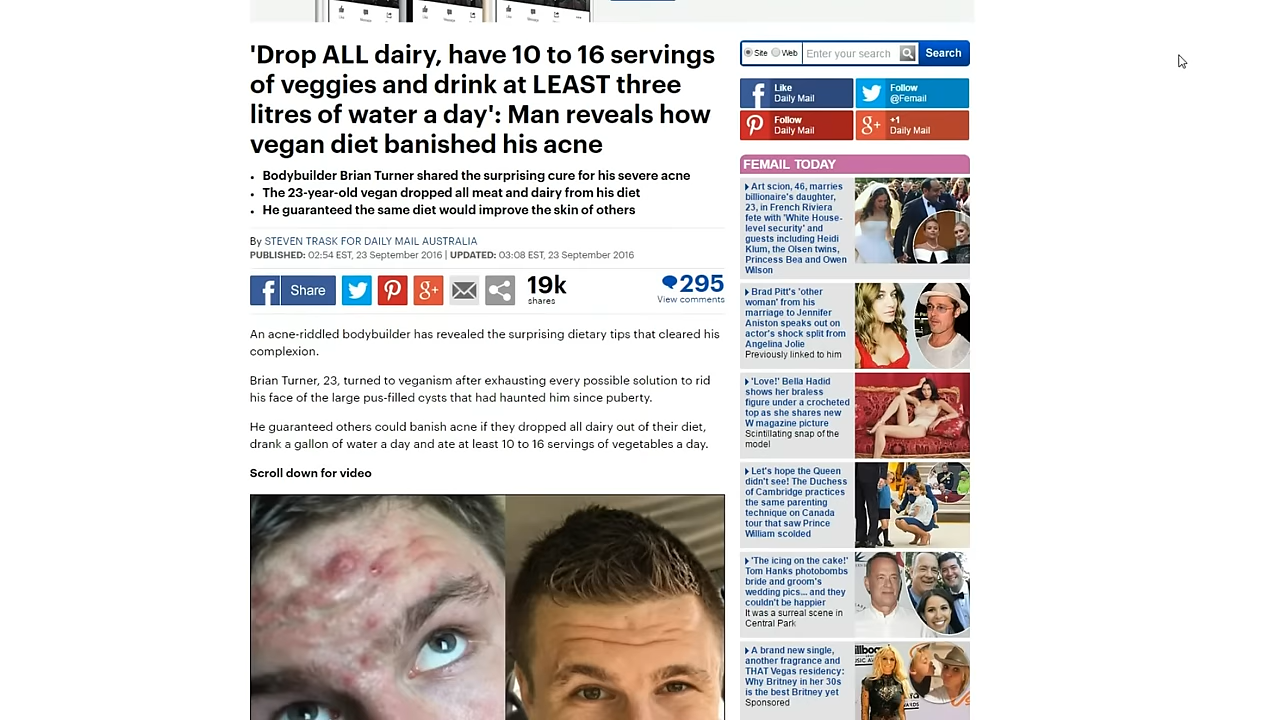 'Drop ALL dairy, have 10 to 16 servings
of veggies and drink at LEAST three
litres of water a day': Man reveals how
vegan diet banished his acne
• Bodybuilder Brian Turner shared the surprising cure for his severe acne
• The 23-year-old vegan dropped all meat and dairy from his diet
• He guaranteed the same diet would improve the skin of others
By STEVEN TRASK FOR DAILY MAIL AUSTRALIA
PUBLISHED: 02:54 EST, 23 September 2016 | UPDATED: 03:08 EST, 23 September 2016
Share
19k
shares
295
View comments
An acne-riddled bodybuilder has revealed the surprising dietary tips that cleared his
complexion.
Brian Turner, 23, turned to veganism after exhausting every possible solution to rid
his face of the large pus-filled cysts that had haunted him since puberty.
He guaranteed others could banish acne if they dropped all dairy out of their diet,
drank a gallon of water a day and ate at least 10 to 16 servings of vegetables a day.
Scroll down for video
Site Web Enter your search Search
Like
Daily Mail
Follow
@Femail
Follow
Daily Mail
+1
Daily Mail
FEMAIL TODAY
Art scion, 46, marries
billionaire's daughter,
23, in French Riviera
fete with 'White House-
level security' and
guests including Heidi
Klum, the Olsen twins,
Princess Bea and Owen
Wilson
Brad Pitt's 'other
woman' from his
marriage to Jennifer
Aniston speaks out on
actor's shock split from
Angelina Jolie
Previously linked to him
'Love!' Bella Hadid
shows her braless
figure under a crocheted
top as she shares new
W magazine picture
Scintillating snap of the
model
Let's hope the Queen
didn't see! The Duchess
of Cambridge practices
the same parenting
technique on Canada
tour that saw Prince
William scolded
'The icing on the cake!'
Tom Hanks photobombs
bride and groom's
wedding pics... and they
couldn't be happier
It was a surreal scene in
Central Park
A brand new single,
another fragrance and
THAT Vegas residency:
Why Britney in her 30s
is the best Britney yet
Sponsored